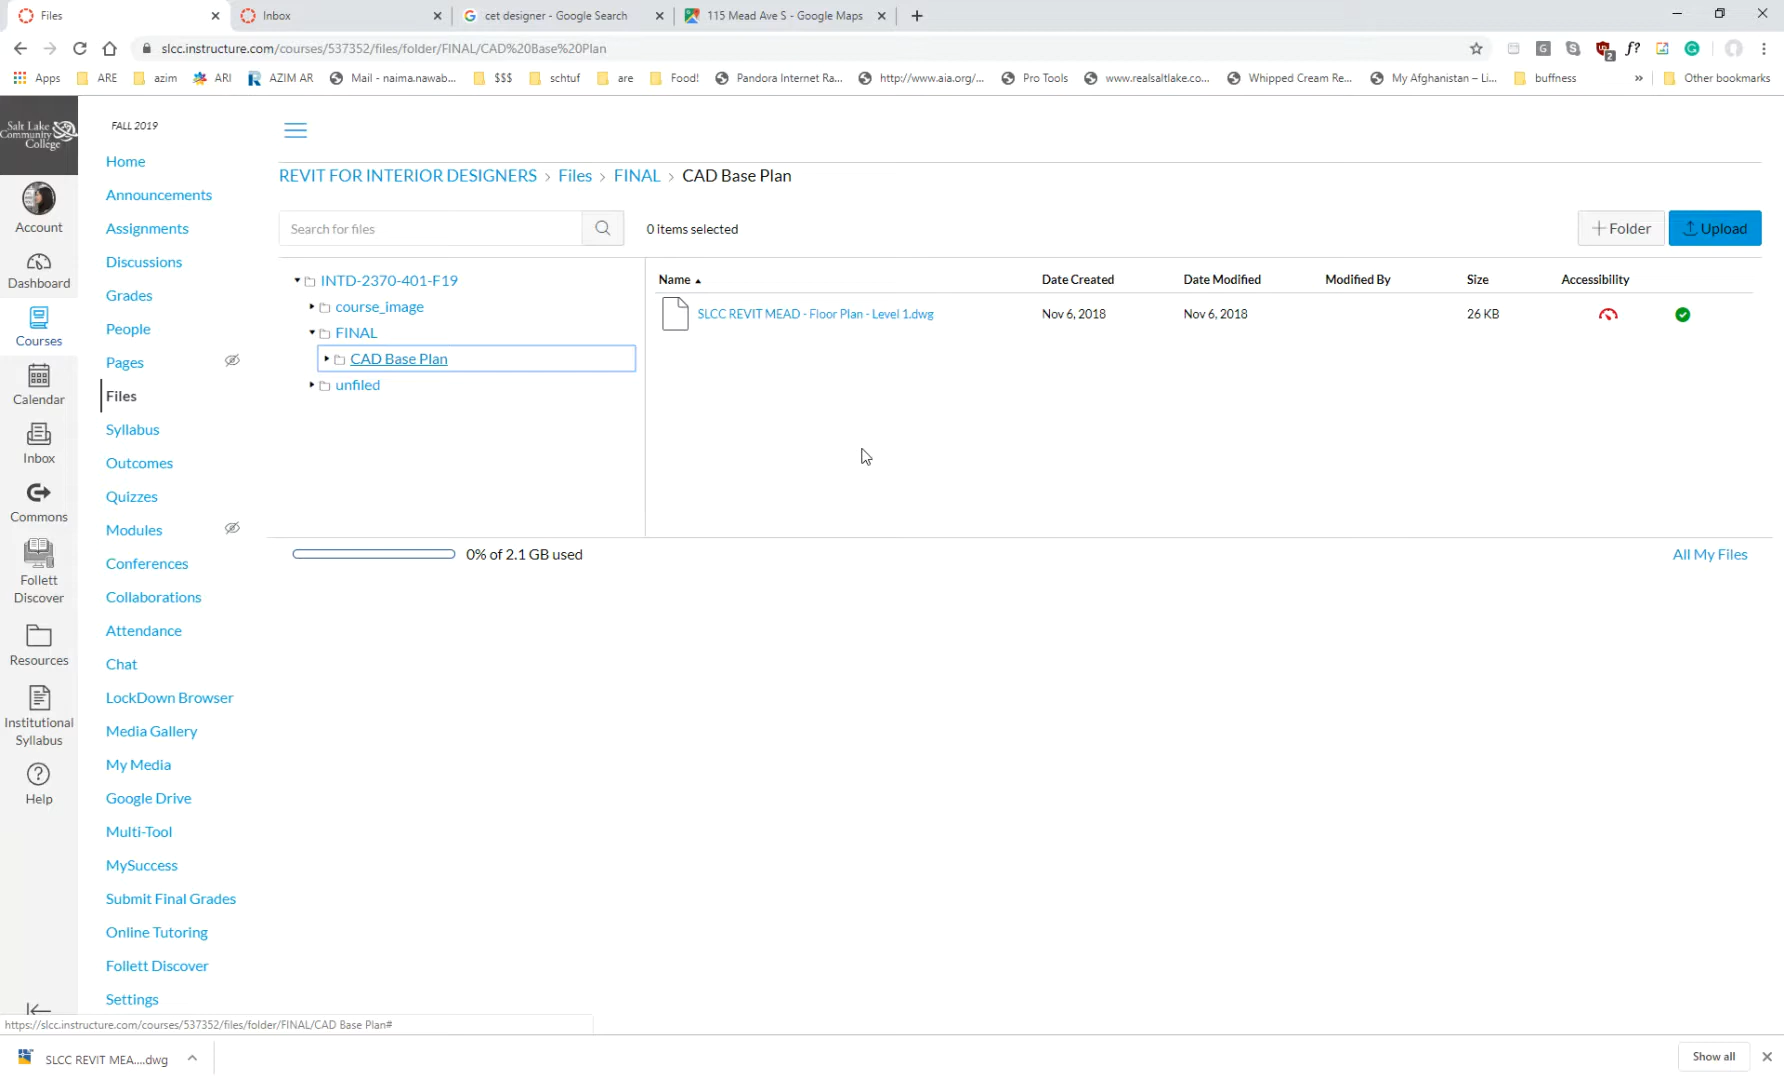 Files
Inbox
cet designer - Google Search
115 Mead Ave S - Google Maps
slcc.instructure.com/courses/537352/files/folder/FINAL/CAD%20Base%20Plan
Apps
ARE
azim
ARI
AZIM AR
Mail - naima.nawab...
$$$
schtuf
are
Food!
Pandora Internet Ra...
http://www.aia.org/...
Pro Tools
www.realsaltlake.co...
Whipped Cream Re...
My Afghanistan – Li...
buffness
»
Other bookmarks
Salt Lake
Community
College
Account
Dashboard
Courses
Calendar
Inbox
Commons
Follett
Discover
Resources
Institutional
Syllabus
Help
FALL 2019
Home
Announcements
Assignments
Discussions
Grades
People
Pages
Files
Syllabus
Outcomes
Quizzes
Modules
Conferences
Collaborations
Attendance
Chat
LockDown Browser
Media Gallery
My Media
Google Drive
Multi-Tool
MySuccess
Submit Final Grades
Online Tutoring
Follett Discover
Settings
REVIT FOR INTERIOR DESIGNERS › Files › FINAL › CAD Base Plan
Search for files
0 items selected
+ Folder
Upload
INTD-2370-401-F19
course_image
FINAL
CAD Base Plan
unfiled
Name
Date Created
Date Modified
Modified By
Size
Accessibility
SLCC REVIT MEAD - Floor Plan - Level 1.dwg
Nov 6, 2018
Nov 6, 2018
26 KB
0% of 2.1 GB used
All My Files
https://slcc.instructure.com/courses/537352/files/folder/FINAL/CAD Base Plan#
SLCC REVIT MEA....dwg
Show all